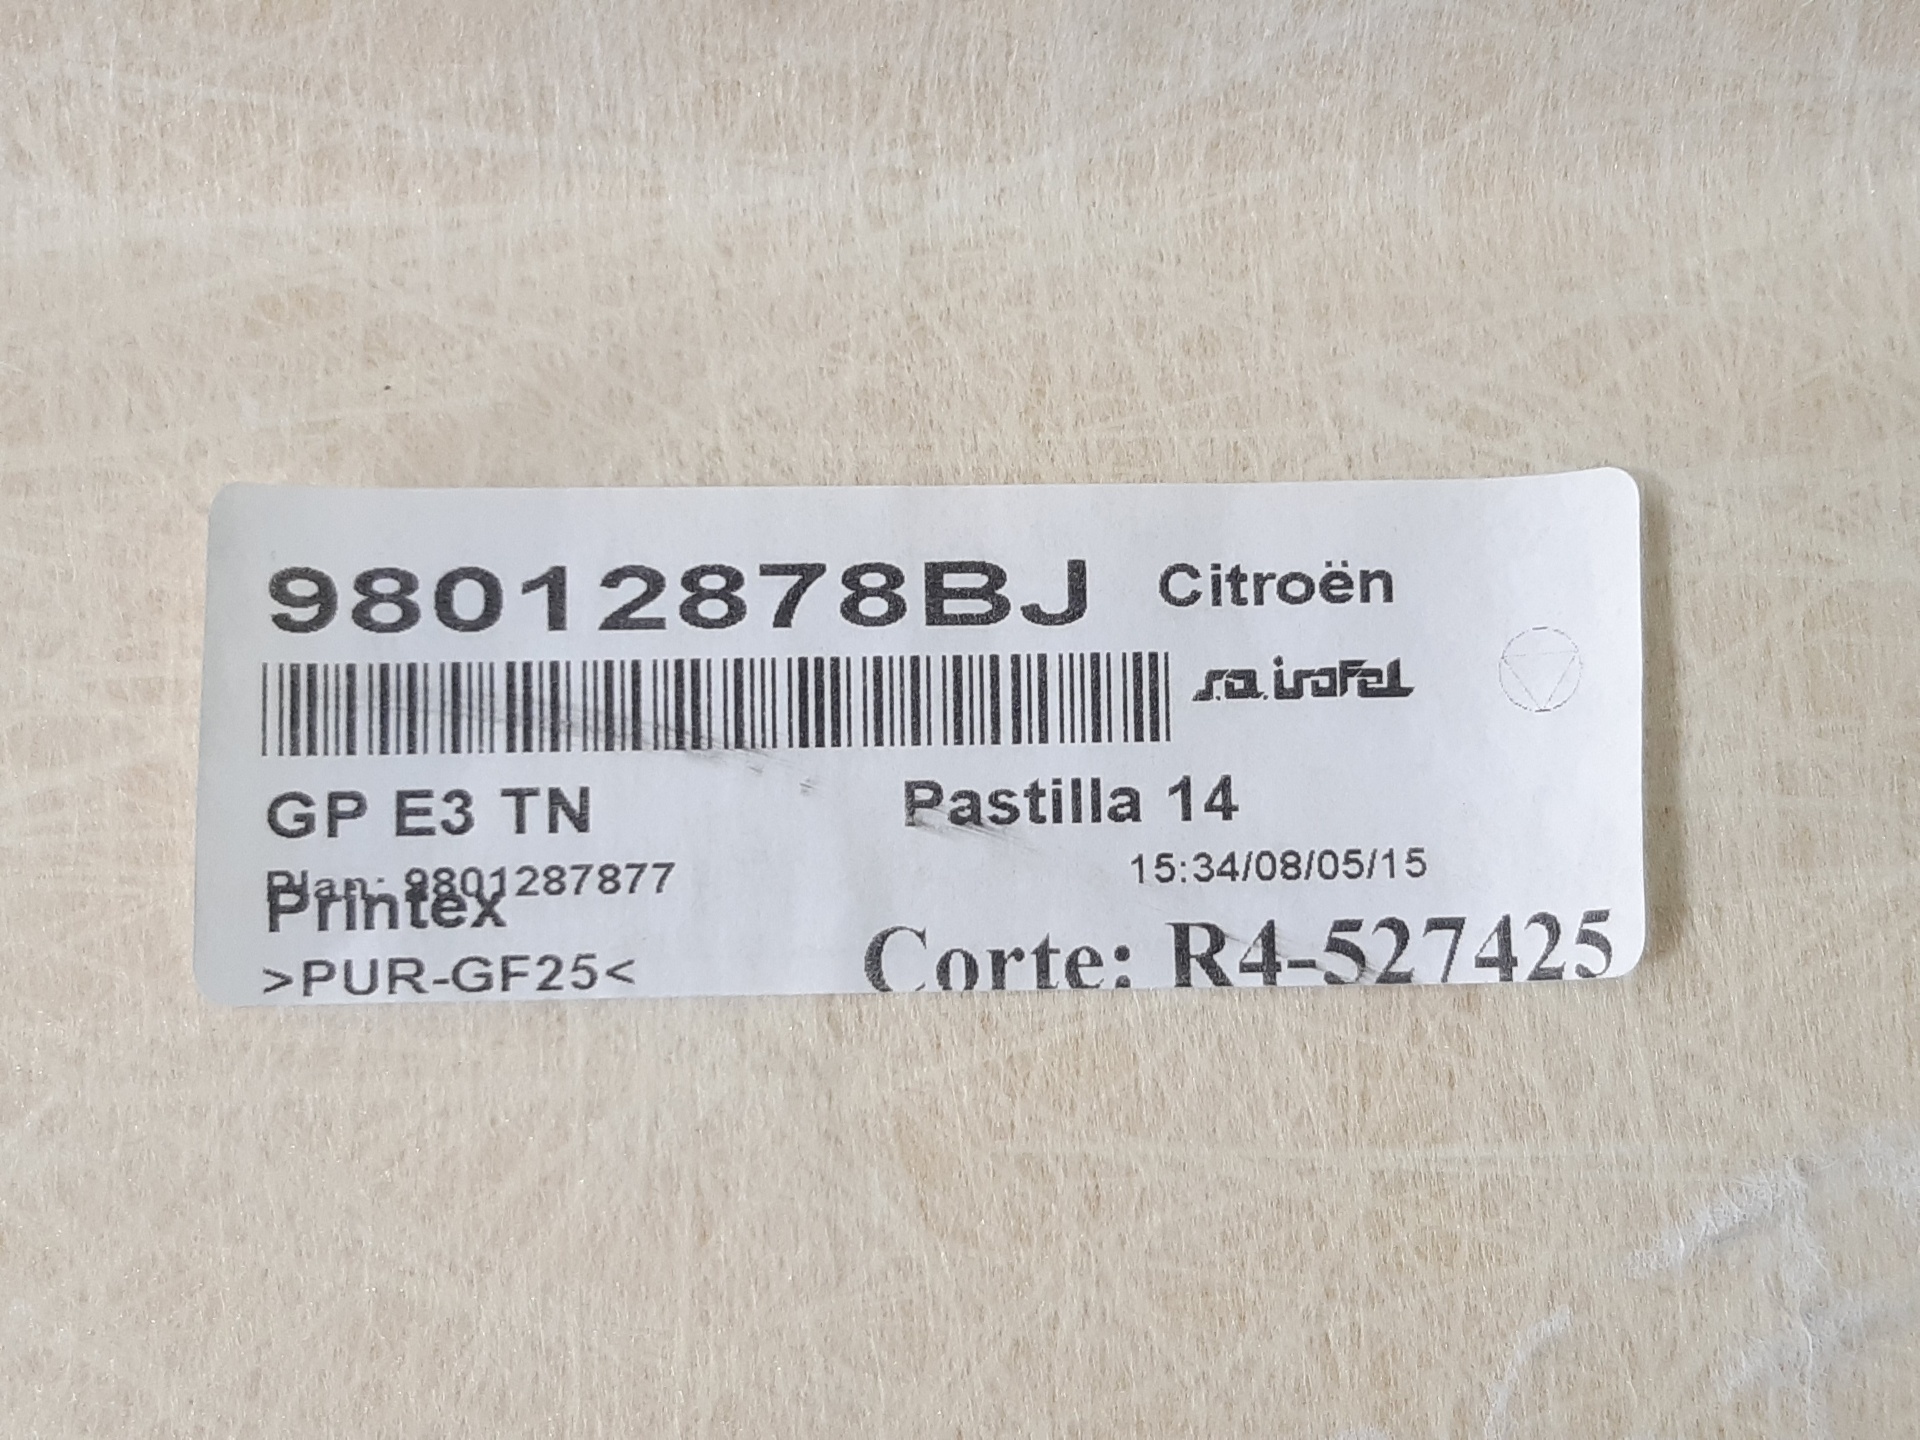 98012878BJ Citroën
s.a. isofel
GP E3 TN Pastilla 14
Plan: 9801287877 15:34/08/05/15
Printex
>PUR-GF25< Corte: R4-527425